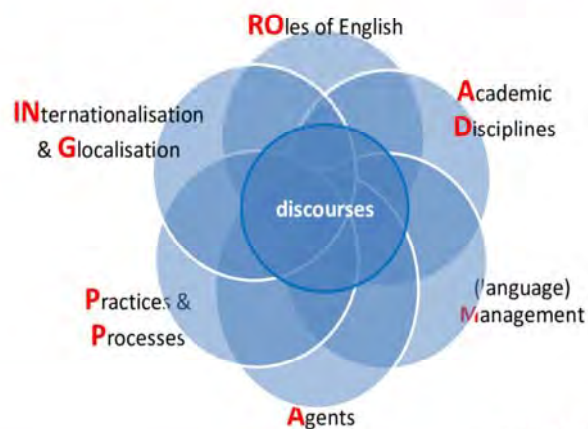 ROles of English
Academic
Disciplines
INternationalisation
& Glocalisation
discourses
(language)
Management
Practices &
Processes
Agents